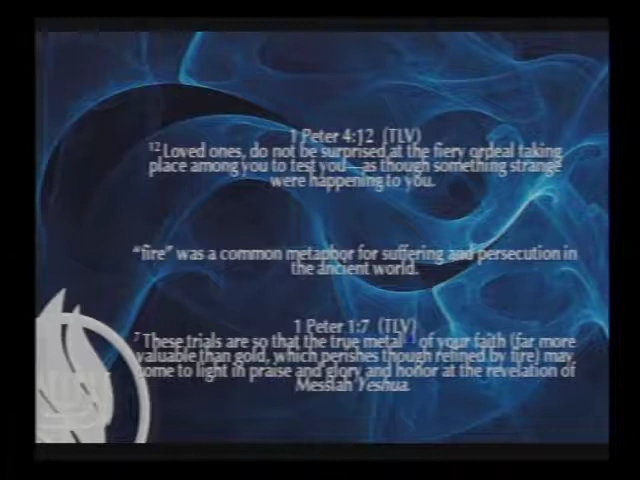 1 Peter 4:12 (TLV)
12 Loved ones, do not be surprised at the fiery ordeal taking
place among you to test you—as though something strange
were happening to you.
“fire” was a common metaphor for suffering and persecution in
the ancient world.
1 Peter 1:7 (TLV)
7 These trials are so that the true metal of your faith (far more
valuable than gold, which perishes though refined by fire) may
come to light in praise and glory and honor at the revelation of
Messiah Yeshua.